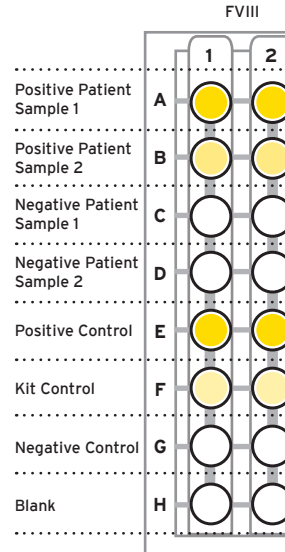 FVIII
1 2
Positive Patient
Sample 1
A
Positive Patient
Sample 2
B
Negative Patient
Sample 1
C
Negative Patient
Sample 2
D
Positive Control
E
Kit Control
F
Negative Control
G
Blank
H